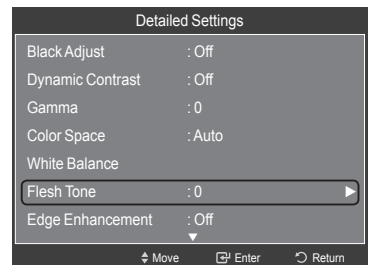 Detailed Settings
Black Adjust : Off
Dynamic Contrast : Off
Gamma : 0
Color Space : Auto
White Balance
Flesh Tone : 0 ▶
Edge Enhancement : Off
▼
Move Enter Return